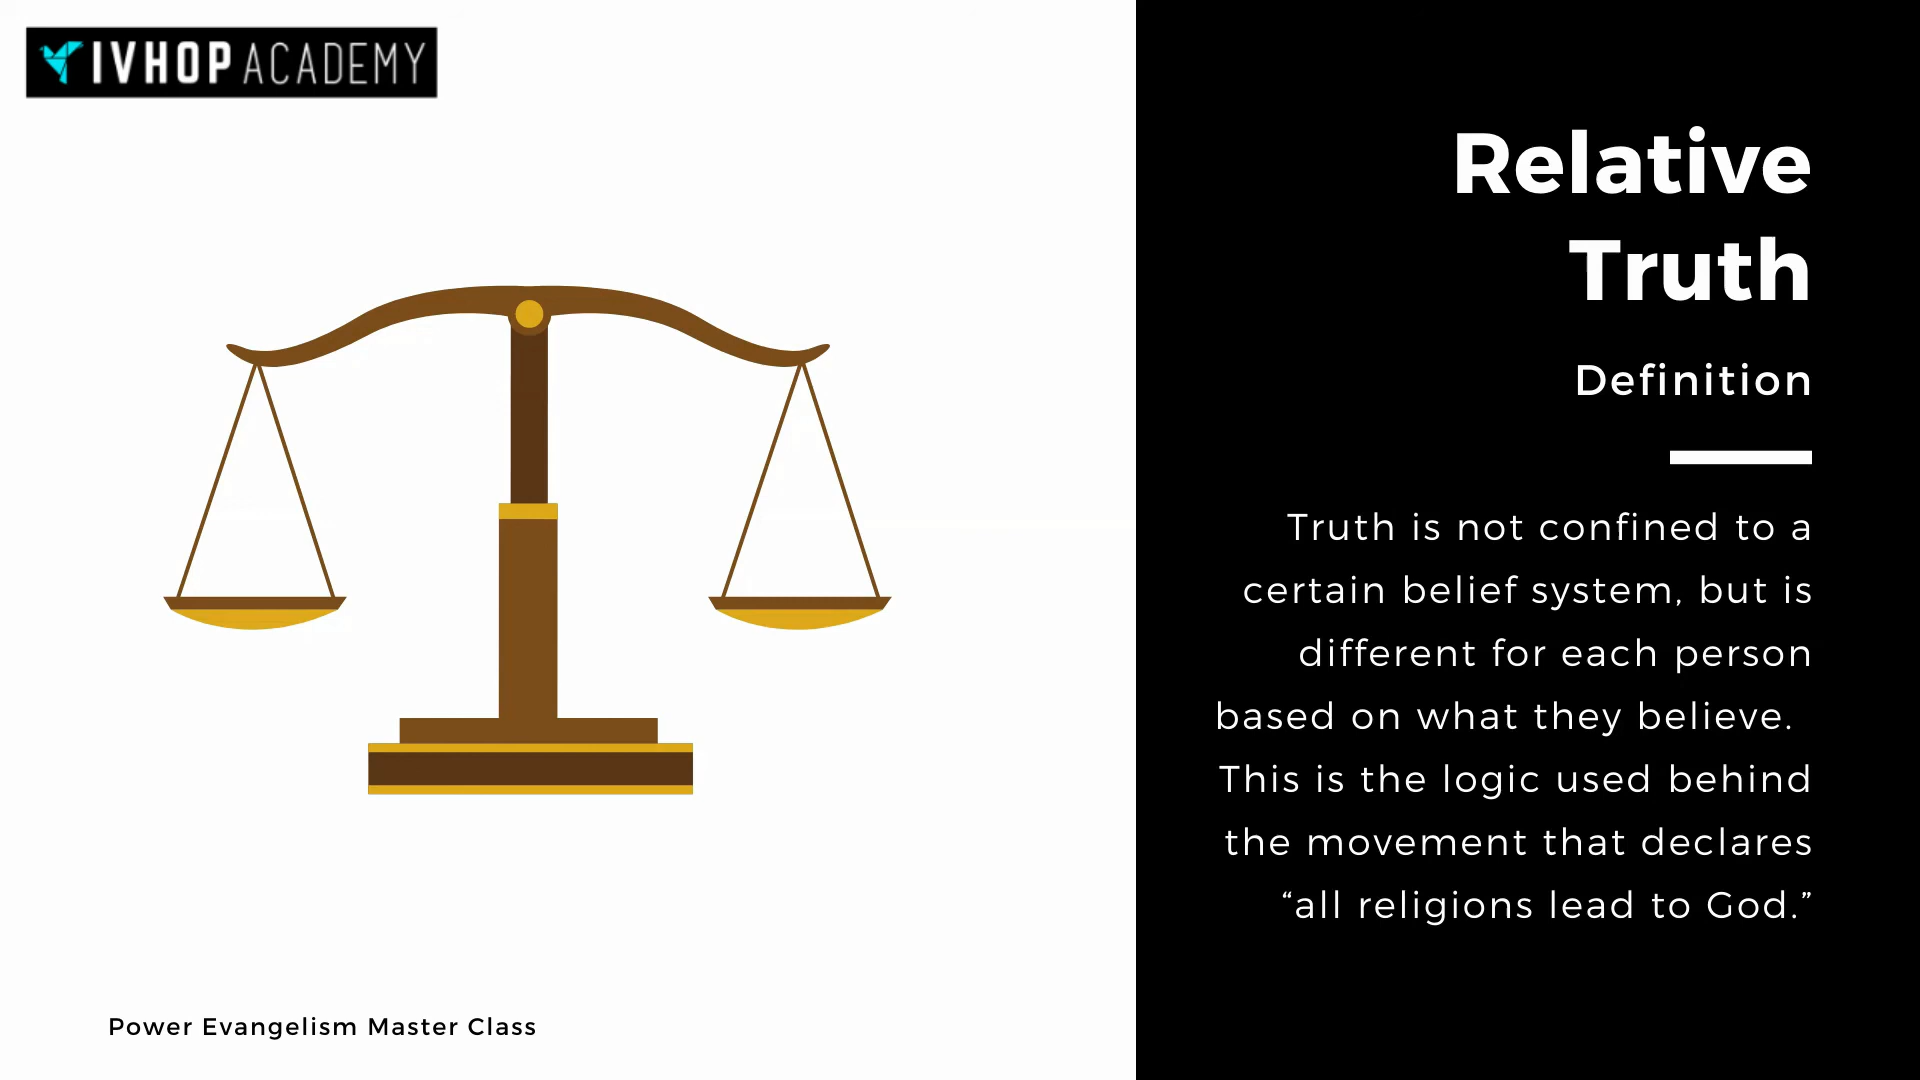 IVHOP ACADEMY
Relative
Truth
Definition
Truth is not confined to a
certain belief system, but is
different for each person
based on what they believe.
This is the logic used behind
the movement that declares
“all religions lead to God.”
Power Evangelism Master Class